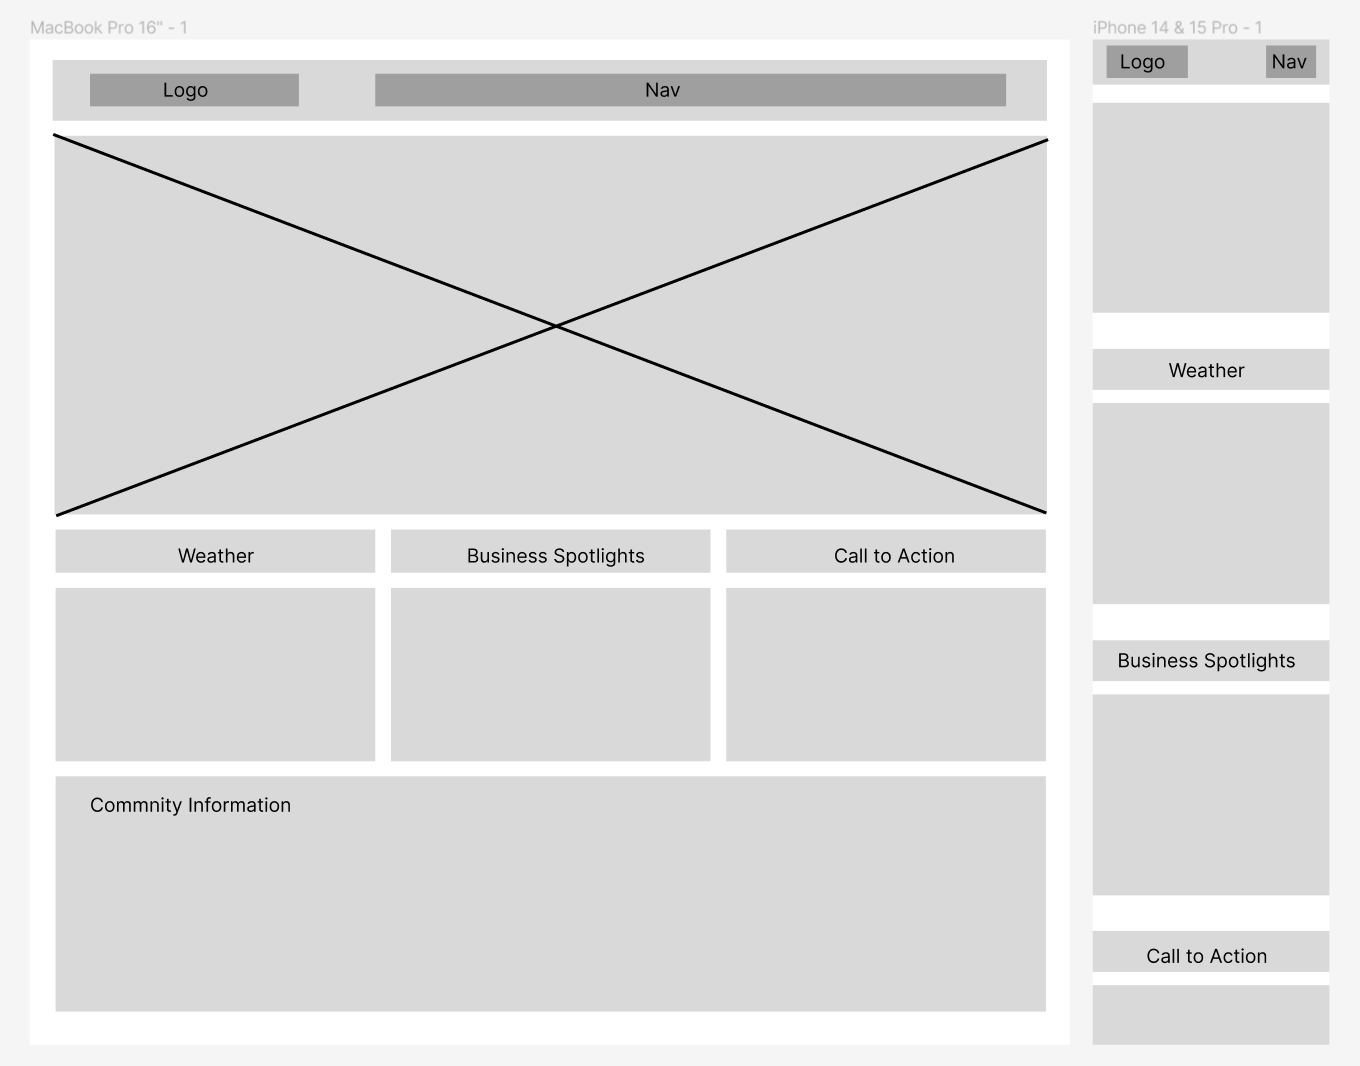 MacBook Pro 16" - 1
Logo
Nav
Weather
Business Spotlights
Call to Action
Commnity Information
iPhone 14 & 15 Pro - 1
Logo
Nav
Weather
Business Spotlights
Call to Action